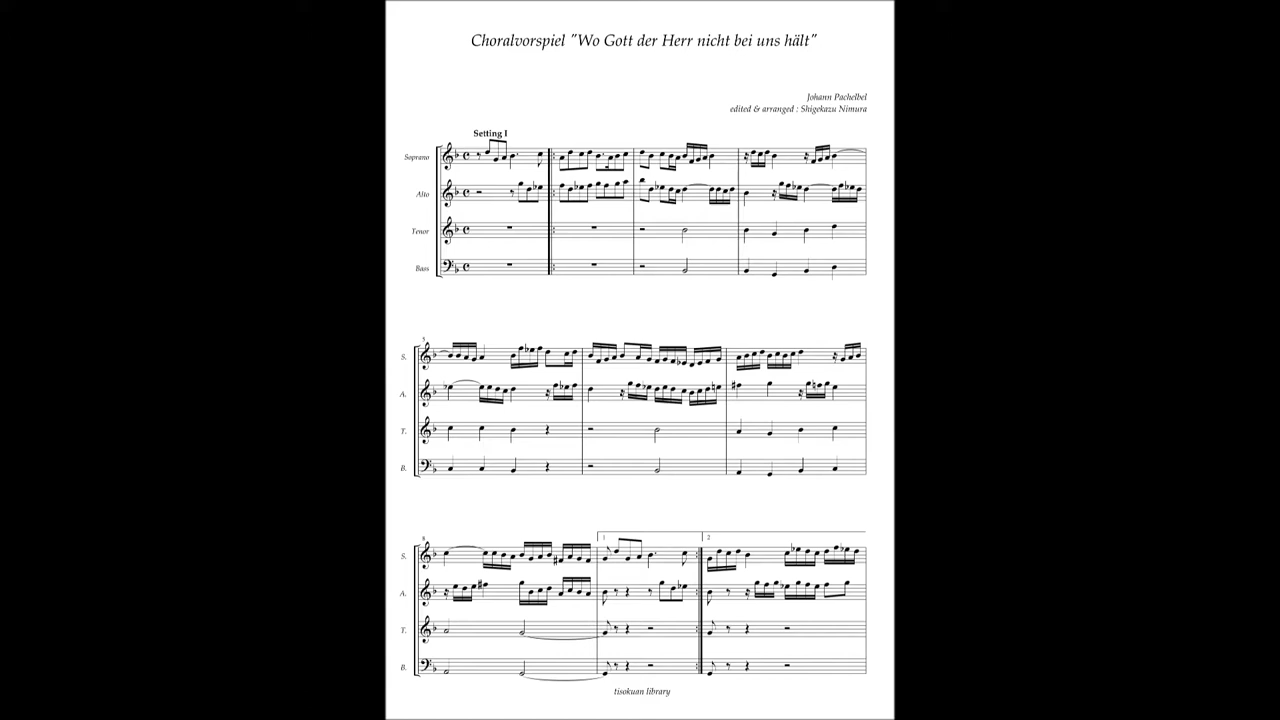 Choralvorspiel "Wo Gott der Herr nicht bei uns hält"
Johann Pachelbel
edited & arranged : Shigekazu Nimura
Setting I
Soprano
Alto
Tenor
Bass
5
S.
A.
T.
B.
8
1
2
S.
A.
T.
B.
tisokuan library